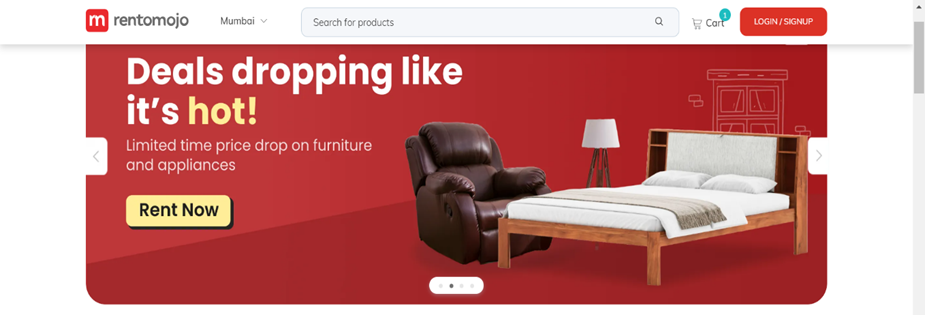 m rentomojo
Mumbai
Search for products
Cart
1
LOGIN / SIGNUP
Deals dropping like
it's hot!
Limited time price drop on furniture
and appliances
Rent Now